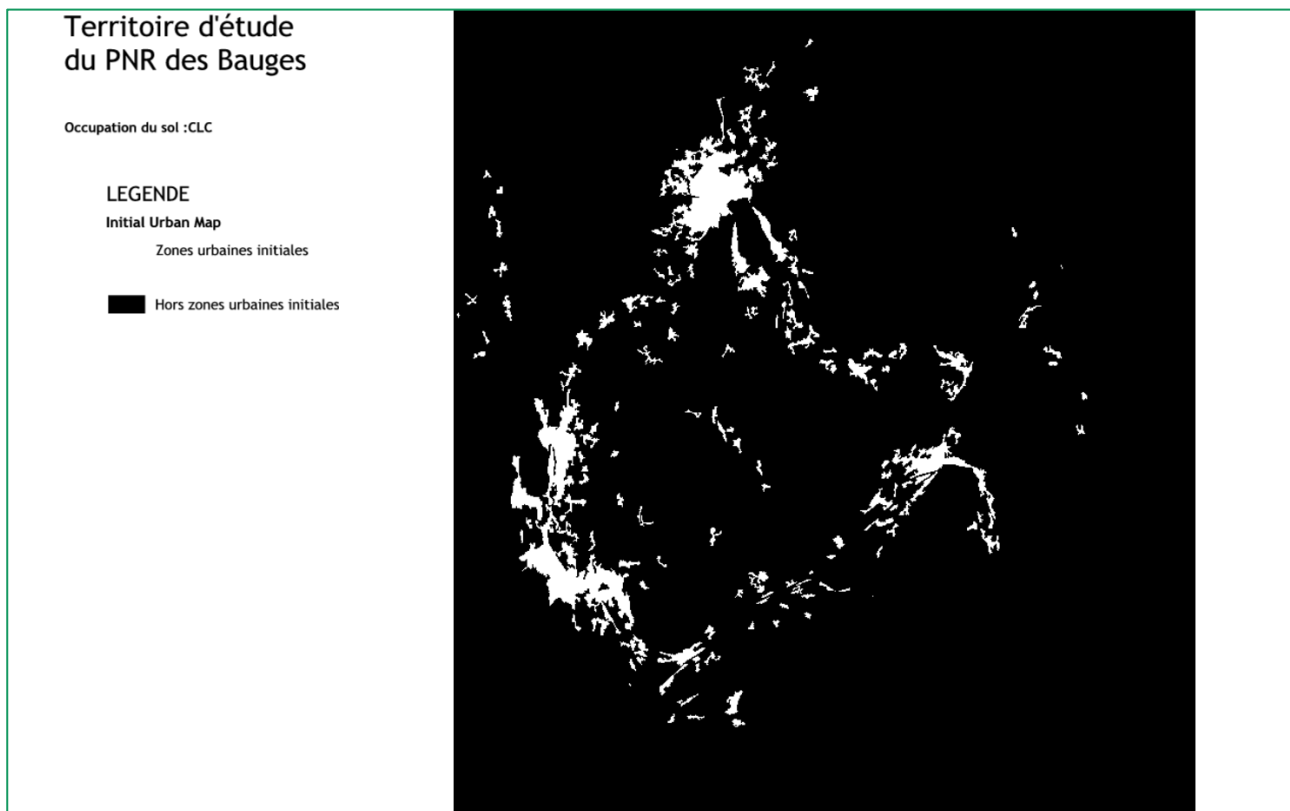 Territoire d'étude
du PNR des Bauges
Occupation du sol :CLC
LEGENDE
Initial Urban Map
Zones urbaines initiales
Hors zones urbaines initiales